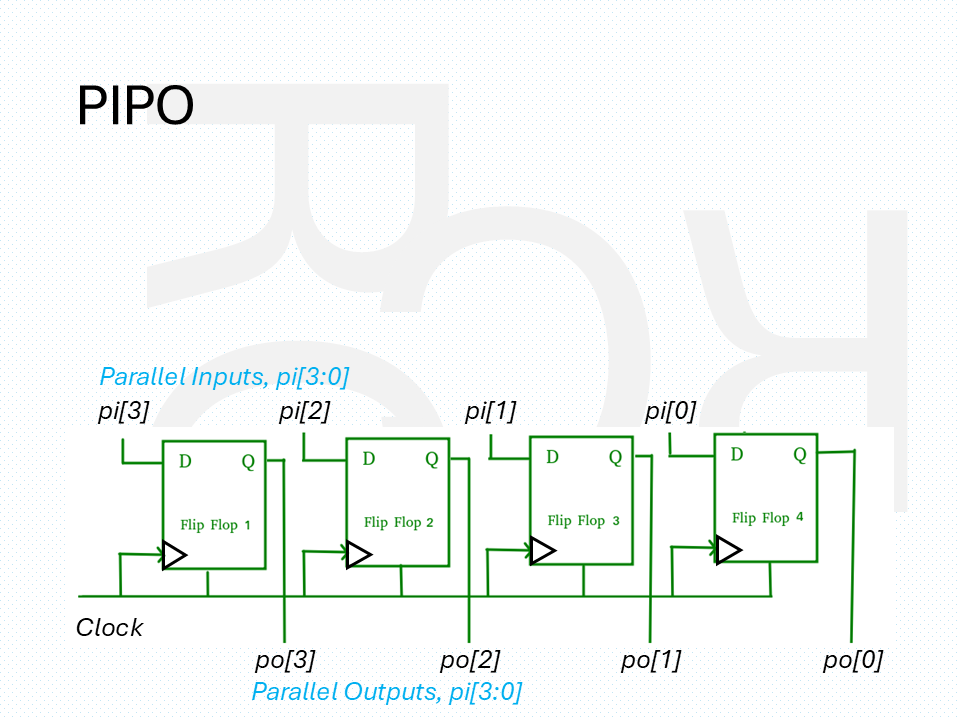 PIPO
Parallel Inputs, pi[3:0]
pi[3] pi[2] pi[1] pi[0]
D Q D Q D Q D Q
Flip Flop 1 Flip Flop 2 Flip Flop 3 Flip Flop 4
Clock
po[3] po[2] po[1] po[0]
Parallel Outputs, pi[3:0]